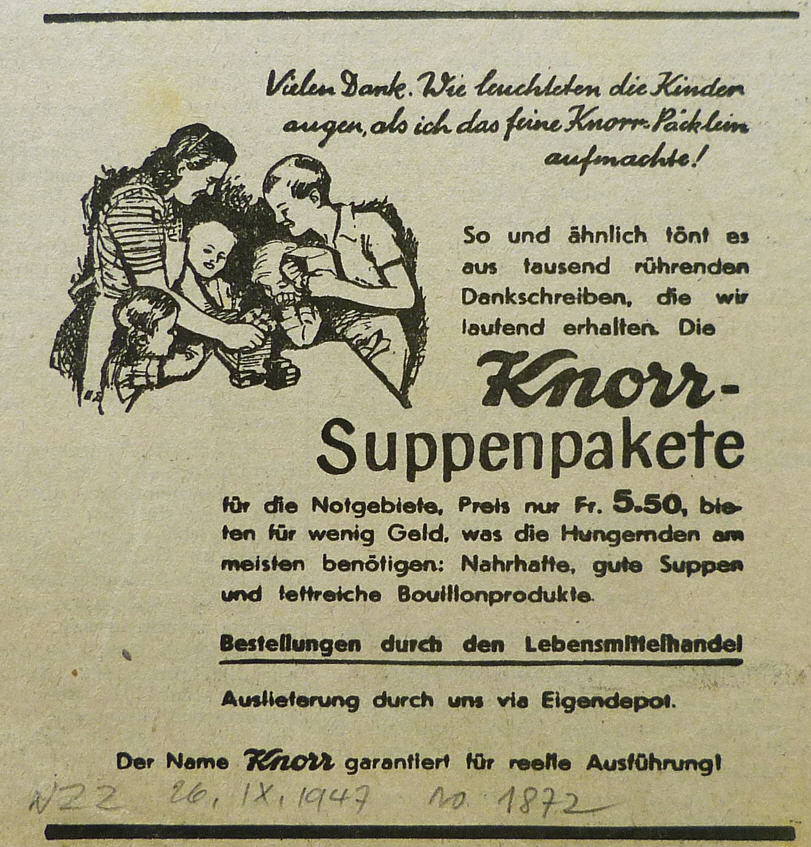 Vielen Dank. Wie leuchteten die Kinder
augen, als ich das feine Knorr-Päcklein
aufmachte!
So und ähnlich tönt es
aus tausend rührenden
Dankschreiben, die wir
laufend erhalten. Die
Knorr-
Suppenpakete
für die Notgebiete, Preis nur Fr. 5.50, bie-
ten für wenig Geld, was die Hungernden am
meisten benötigen: Nahrhafte, gute Suppen
und fettreiche Bouillonprodukte.
Bestellungen durch den Lebensmittelhandel
Auslieferung durch uns via Eigendepot.
Der Name Knorr garantiert für reelle Ausführung!
NZZ 26. IX. 1947 No. 1872